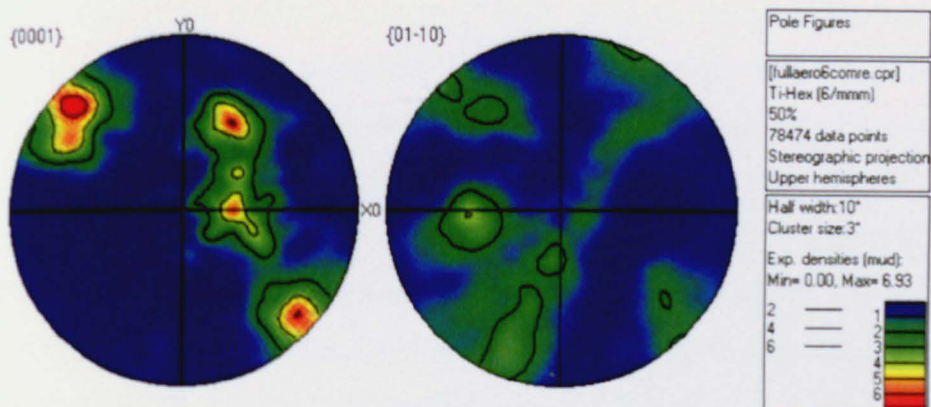 {0001}
Y0
{01-10}
X0
Pole Figures
[fullaero6comre.cpr]
Ti-Hex (6/mmm)
50%
78474 data points
Stereographic projection
Upper hemispheres
Half width:10°
Cluster size:3°
Exp. densities (mud):
Min= 0.00, Max= 6.93
2
4
6
1
2
3
4
5
6